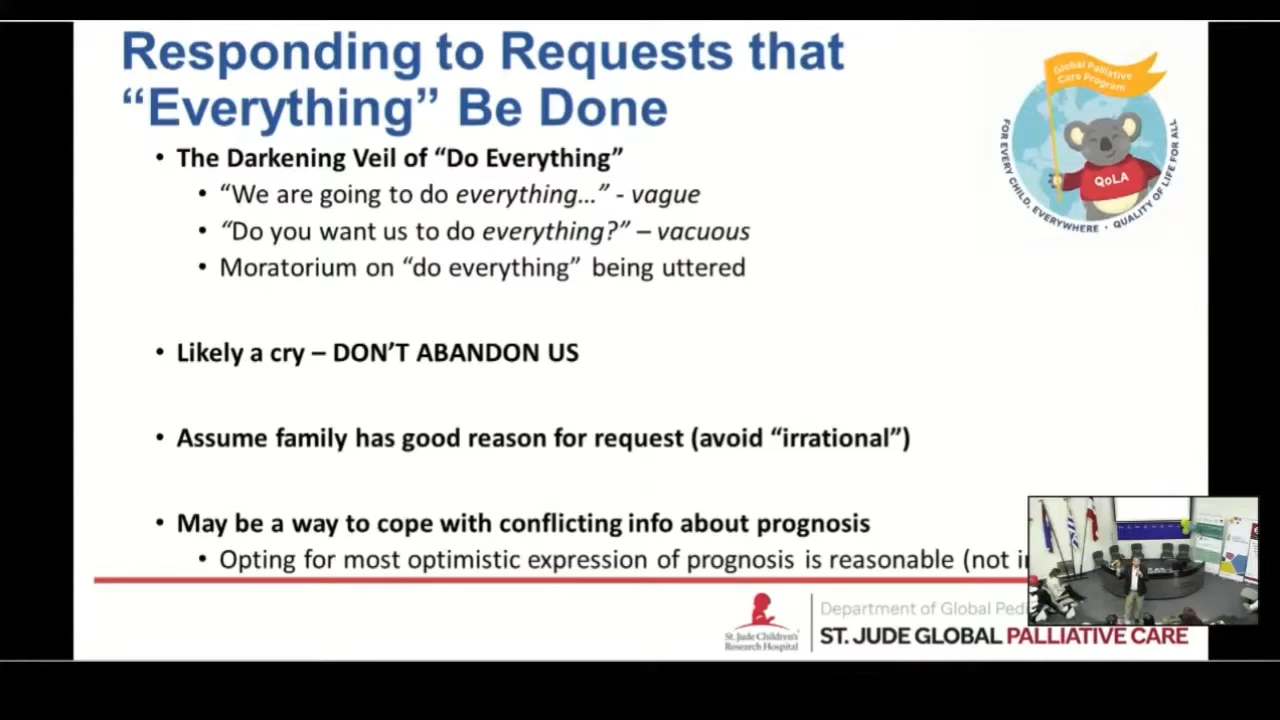 Responding to Requests that
“Everything” Be Done
Global Palliative
Care Program
QoLA
FOR EVERY CHILD, EVERYWHERE • QUALITY OF LIFE FOR ALL
• The Darkening Veil of “Do Everything”
• “We are going to do everything…” - vague
• “Do you want us to do everything?” – vacuous
• Moratorium on “do everything” being uttered
• Likely a cry – DON’T ABANDON US
• Assume family has good reason for request (avoid “irrational”)
• May be a way to cope with conflicting info about prognosis
• Opting for most optimistic expression of prognosis is reasonable (not
St. Jude Children's
Research Hospital
Department of Global
ST. JUDE GLOBAL PALLIATIVE CARE